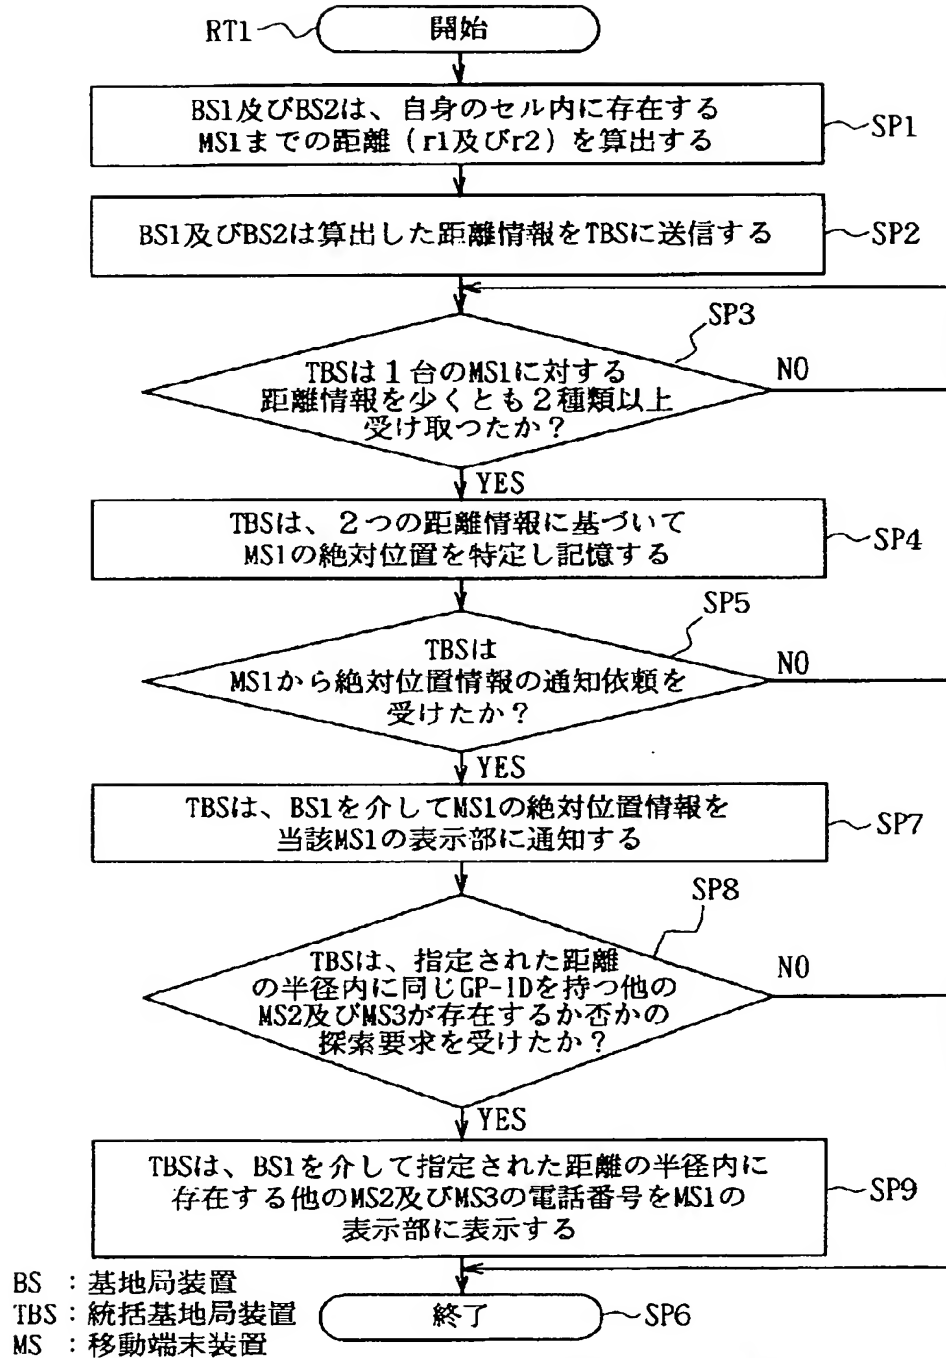 RT1
開始
BS1及びBS2は、自身のセル内に存在する
MS1までの距離（r1及びr2）を算出する
SP1
BS1及びBS2は算出した距離情報をTBSに送信する
SP2
SP3
TBSは１台のMS1に対する
距離情報を少くとも２種類以上
受け取つたか？
NO
YES
TBSは、２つの距離情報に基づいて
MS1の絶対位置を特定し記憶する
SP4
SP5
TBSは
MS1から絶対位置情報の通知依頼を
受けたか？
NO
YES
TBSは、BS1を介してMS1の絶対位置情報を
当該MS1の表示部に通知する
SP7
SP8
TBSは、指定された距離
の半径内に同じGP-IDを持つ他の
MS2及びMS3が存在するか否かの
探索要求を受けたか？
NO
YES
TBSは、BS1を介して指定された距離の半径内に
存在する他のMS2及びMS3の電話番号をMS1の
表示部に表示する
SP9
BS ：基地局装置
TBS：統括基地局装置
MS ：移動端末装置
終了
SP6